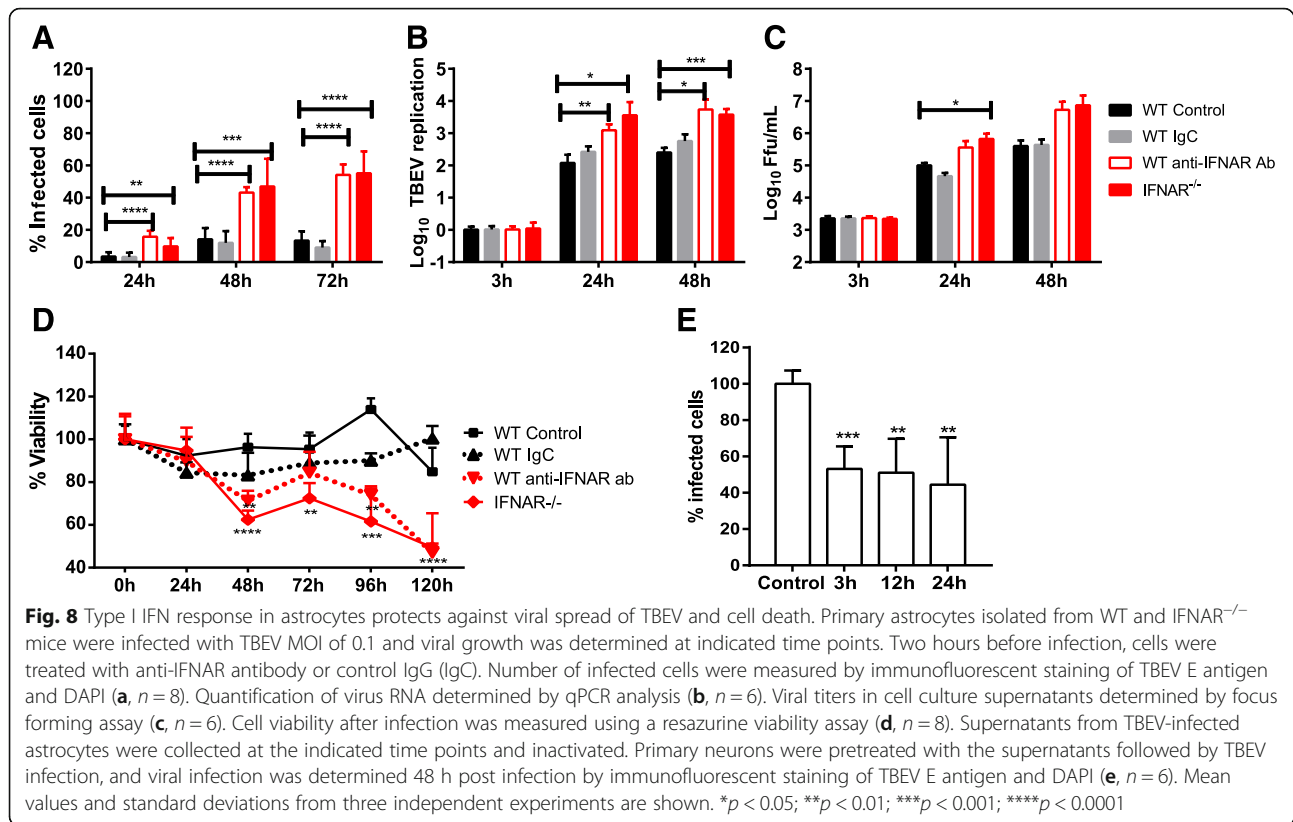 A
B
C
120
100
80
60
40
20
0
% Infected cells
**
****
***
****
****
****
24h
48h
72h
5
4
3
2
1
0
-1
Log10 TBEV replication
*
**
***
*
3h
24h
48h
8
7
6
5
4
3
2
Log10 Ffu/mL
*
3h
24h
48h
WT Control
WT IgC
WT anti-IFNAR Ab
IFNAR-/-
D
140
120
100
80
60
40
% Viability
**
****
**
**
***
****
0h
24h
48h
72h
96h
120h
WT Control
WT IgC
WT anti-IFNAR ab
IFNAR-/-
E
120
100
80
60
40
20
0
% infected cells
***
**
**
Control
3h
12h
24h
Fig. 8 Type I IFN response in astrocytes protects against viral spread of TBEV and cell death. Primary astrocytes isolated from WT and IFNAR−/−
mice were infected with TBEV MOI of 0.1 and viral growth was determined at indicated time points. Two hours before infection, cells were
treated with anti-IFNAR antibody or control IgG (IgC). Number of infected cells were measured by immunofluorescent staining of TBEV E antigen
and DAPI (a, n = 8). Quantification of virus RNA determined by qPCR analysis (b, n = 6). Viral titers in cell culture supernatants determined by focus
forming assay (c, n = 6). Cell viability after infection was measured using a resazurine viability assay (d, n = 8). Supernatants from TBEV-infected
astrocytes were collected at the indicated time points and inactivated. Primary neurons were pretreated with the supernatants followed by TBEV
infection, and viral infection was determined 48 h post infection by immunofluorescent staining of TBEV E antigen and DAPI (e, n = 6). Mean
values and standard deviations from three independent experiments are shown. *p < 0.05; **p < 0.01; ***p < 0.001; ****p < 0.0001